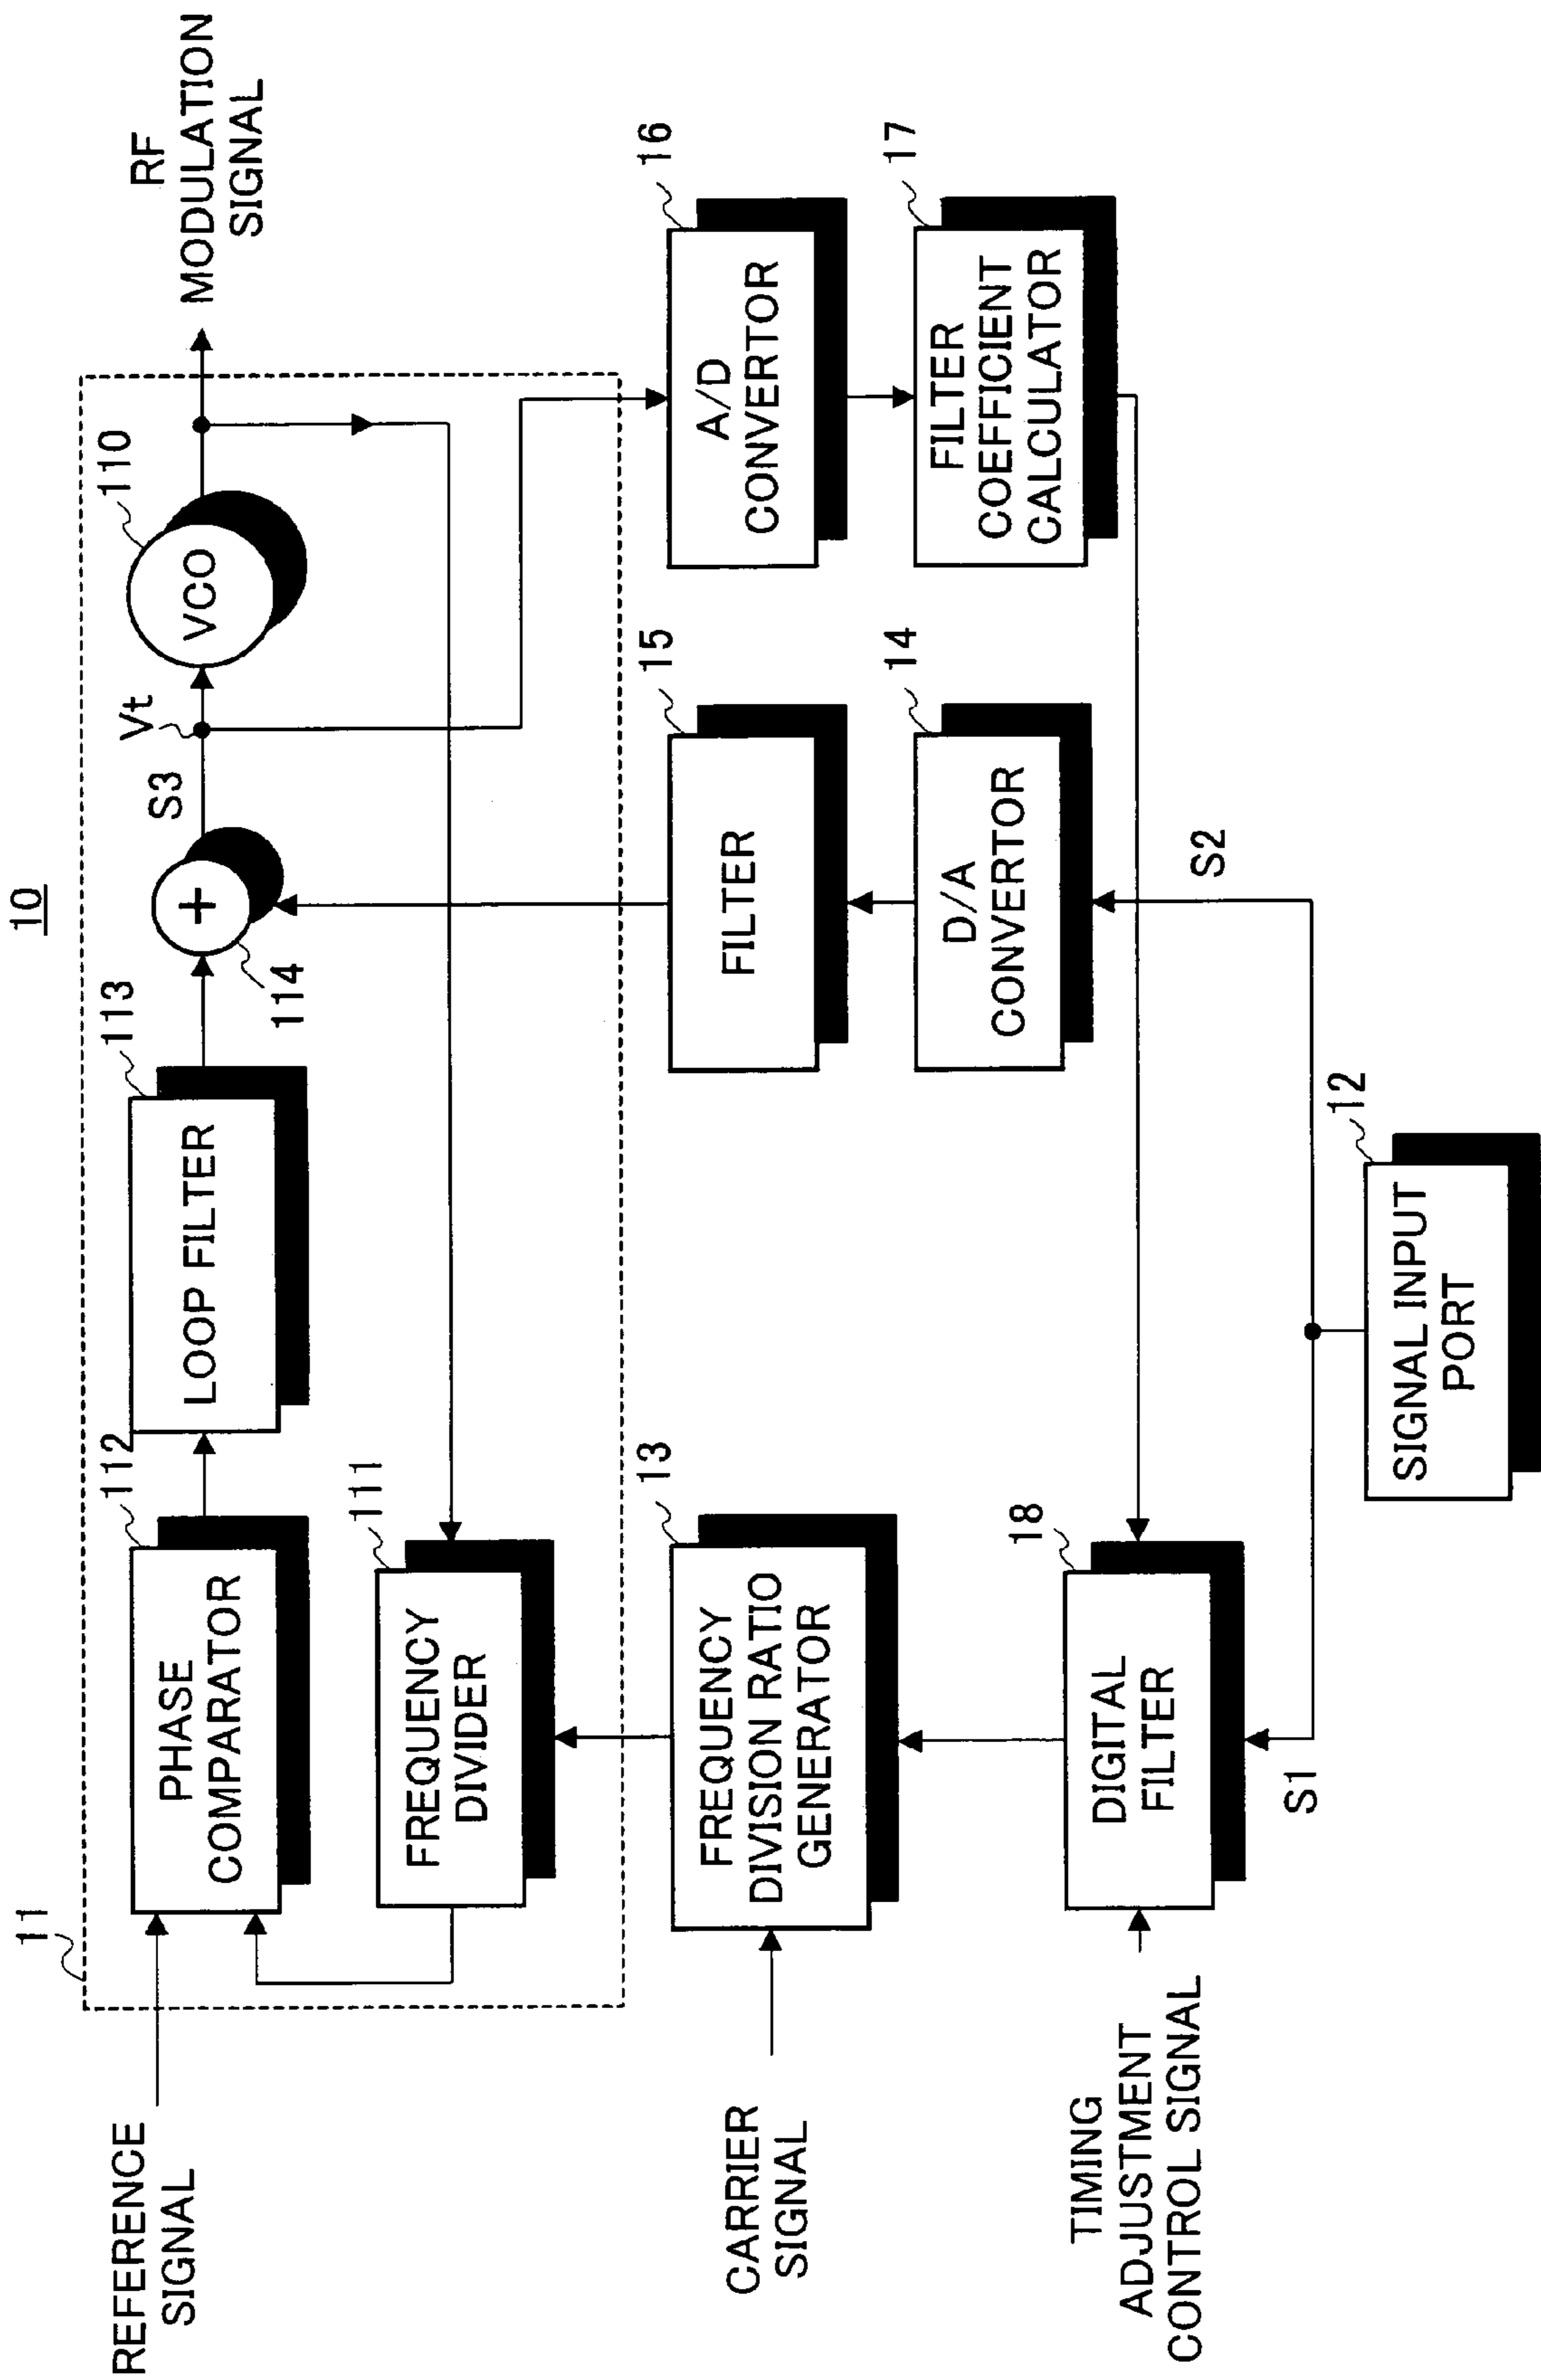 10
RF
MODULATION
SIGNAL
REFERENCE
SIGNAL
11
PHASE
COMPARATOR
112
LOOP FILTER
113
+
114
S3
Vt
VCO
110
FREQUENCY
DIVIDER
111
CARRIER
SIGNAL
FREQUENCY
DIVISION RATIO
GENERATOR
13
FILTER
15
A/D
CONVERTOR
16
D/A
CONVERTOR
14
FILTER
COEFFICIENT
CALCULATOR
17
TIMING
ADJUSTMENT
CONTROL SIGNAL
DIGITAL
FILTER
18
S1
S2
SIGNAL INPUT
PORT
12